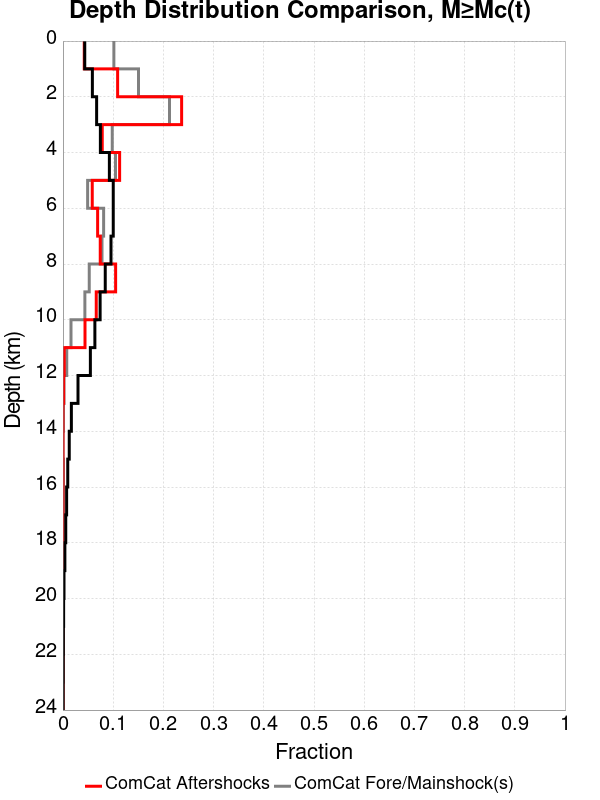 Depth Distribution Comparison, M≥Mc(t)
0
2
4
6
8
10
12
14
16
18
20
22
24
Depth (km)
0 0.1 0.2 0.3 0.4 0.5 0.6 0.7 0.8 0.9 1
Fraction
ComCat Aftershocks ComCat Fore/Mainshock(s)